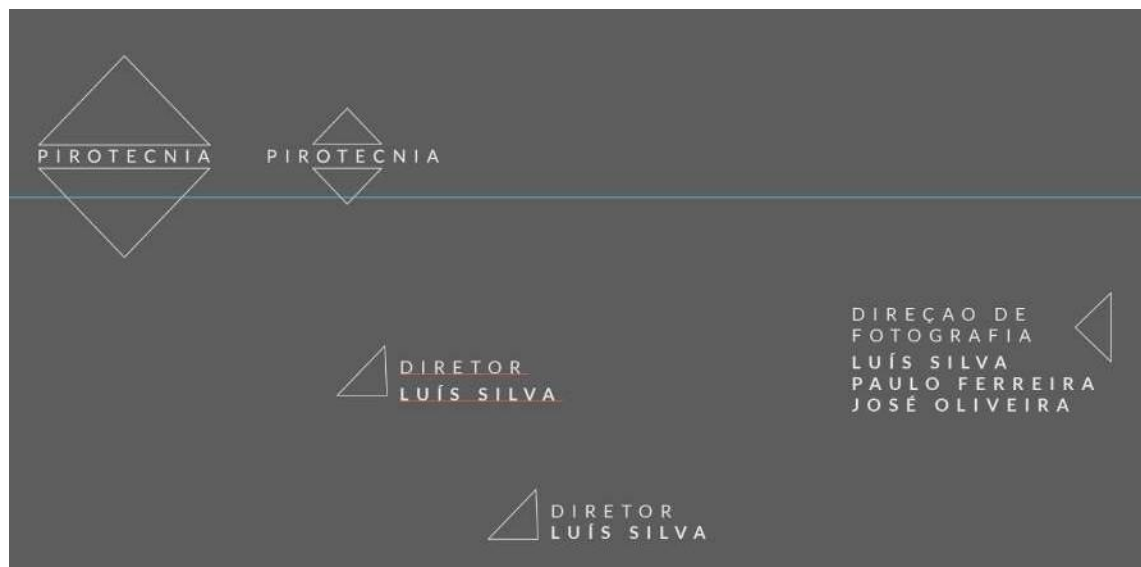 PIROTECNIA
PIROTECNIA
DIREÇAO DE
FOTOGRAFIA
LUÍS SILVA
PAULO FERREIRA
JOSÉ OLIVEIRA
DIRETOR
LUÍS SILVA
DIRETOR
LUÍS SILVA